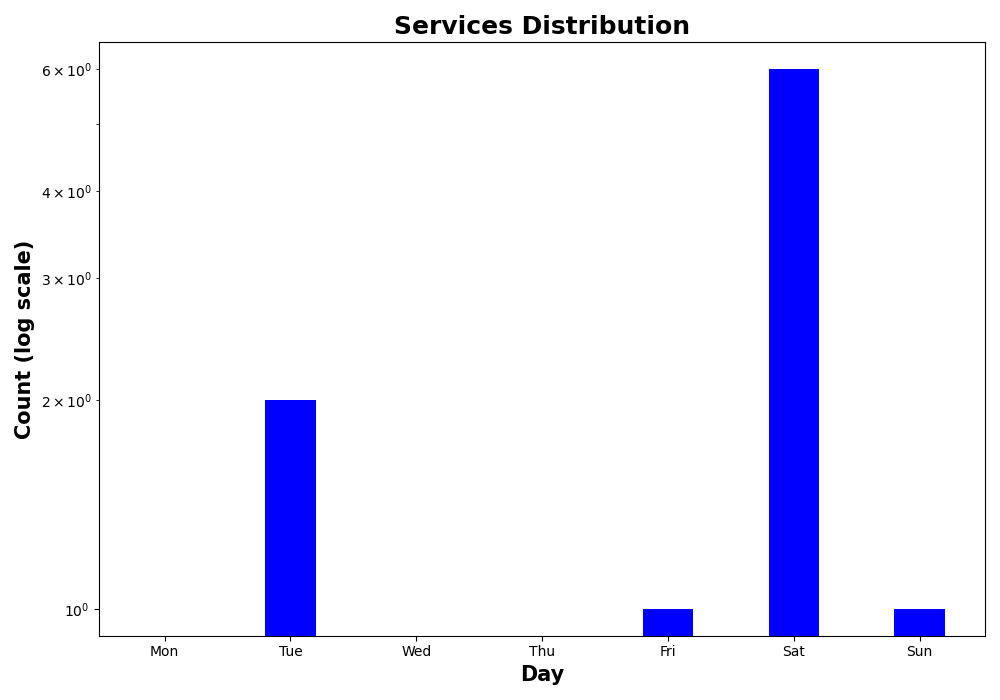 Services Distribution
Count (log scale)
6 × 10⁰
4 × 10⁰
3 × 10⁰
2 × 10⁰
10⁰
Mon Tue Wed Thu Fri Sat Sun
Day